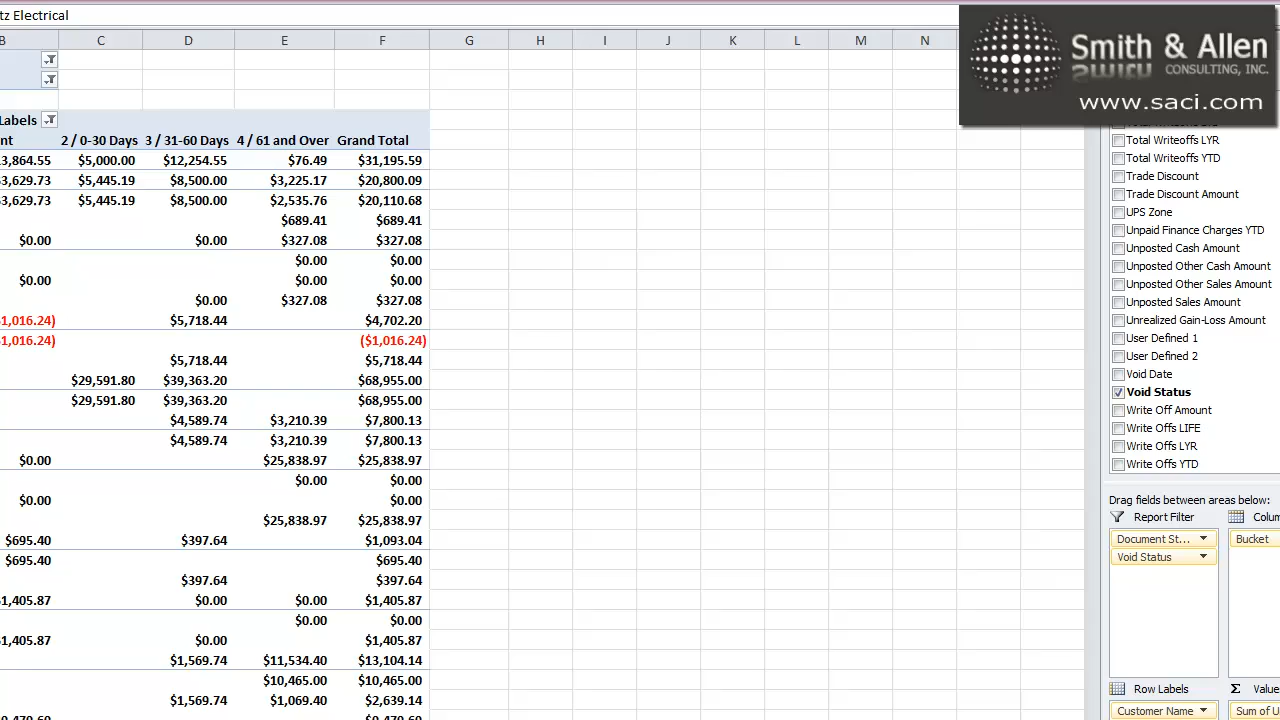 tz Electrical
B C D E F G H I J K L M N
Smith & Allen
CONSULTING, INC.
www.saci.com
Labels
nt 2 / 0-30 Days 3 / 31-60 Days 4 / 61 and Over Grand Total
3,864.55 $5,000.00 $12,254.55 $76.49 $31,195.59
3,629.73 $5,445.19 $8,500.00 $3,225.17 $20,800.09
3,629.73 $5,445.19 $8,500.00 $2,535.76 $20,110.68
$689.41 $689.41
$0.00 $0.00 $327.08 $327.08
$0.00 $0.00
$0.00 $0.00 $0.00
$0.00 $327.08 $327.08
1,016.24) $5,718.44 $4,702.20
1,016.24) ($1,016.24)
$5,718.44 $5,718.44
$29,591.80 $39,363.20 $68,955.00
$29,591.80 $39,363.20 $68,955.00
$4,589.74 $3,210.39 $7,800.13
$4,589.74 $3,210.39 $7,800.13
$0.00 $25,838.97 $25,838.97
$0.00 $0.00
$0.00 $0.00
$25,838.97 $25,838.97
$695.40 $397.64 $1,093.04
$695.40 $695.40
$397.64 $397.64
1,405.87 $0.00 $0.00 $1,405.87
$0.00 $0.00
1,405.87 $0.00 $1,405.87
$1,569.74 $11,534.40 $13,104.14
$10,465.00 $10,465.00
$1,569.74 $1,069.40 $2,639.14
Total Writeoffs LYR
Total Writeoffs YTD
Trade Discount
Trade Discount Amount
UPS Zone
Unpaid Finance Charges YTD
Unposted Cash Amount
Unposted Other Cash Amount
Unposted Other Sales Amount
Unposted Sales Amount
Unrealized Gain-Loss Amount
User Defined 1
User Defined 2
Void Date
Void Status
Write Off Amount
Write Offs LIFE
Write Offs LYR
Write Offs YTD
Drag fields between areas below:
Report Filter Colum
Document St... Bucket
Void Status
Row Labels Σ Value
Customer Name Sum of U